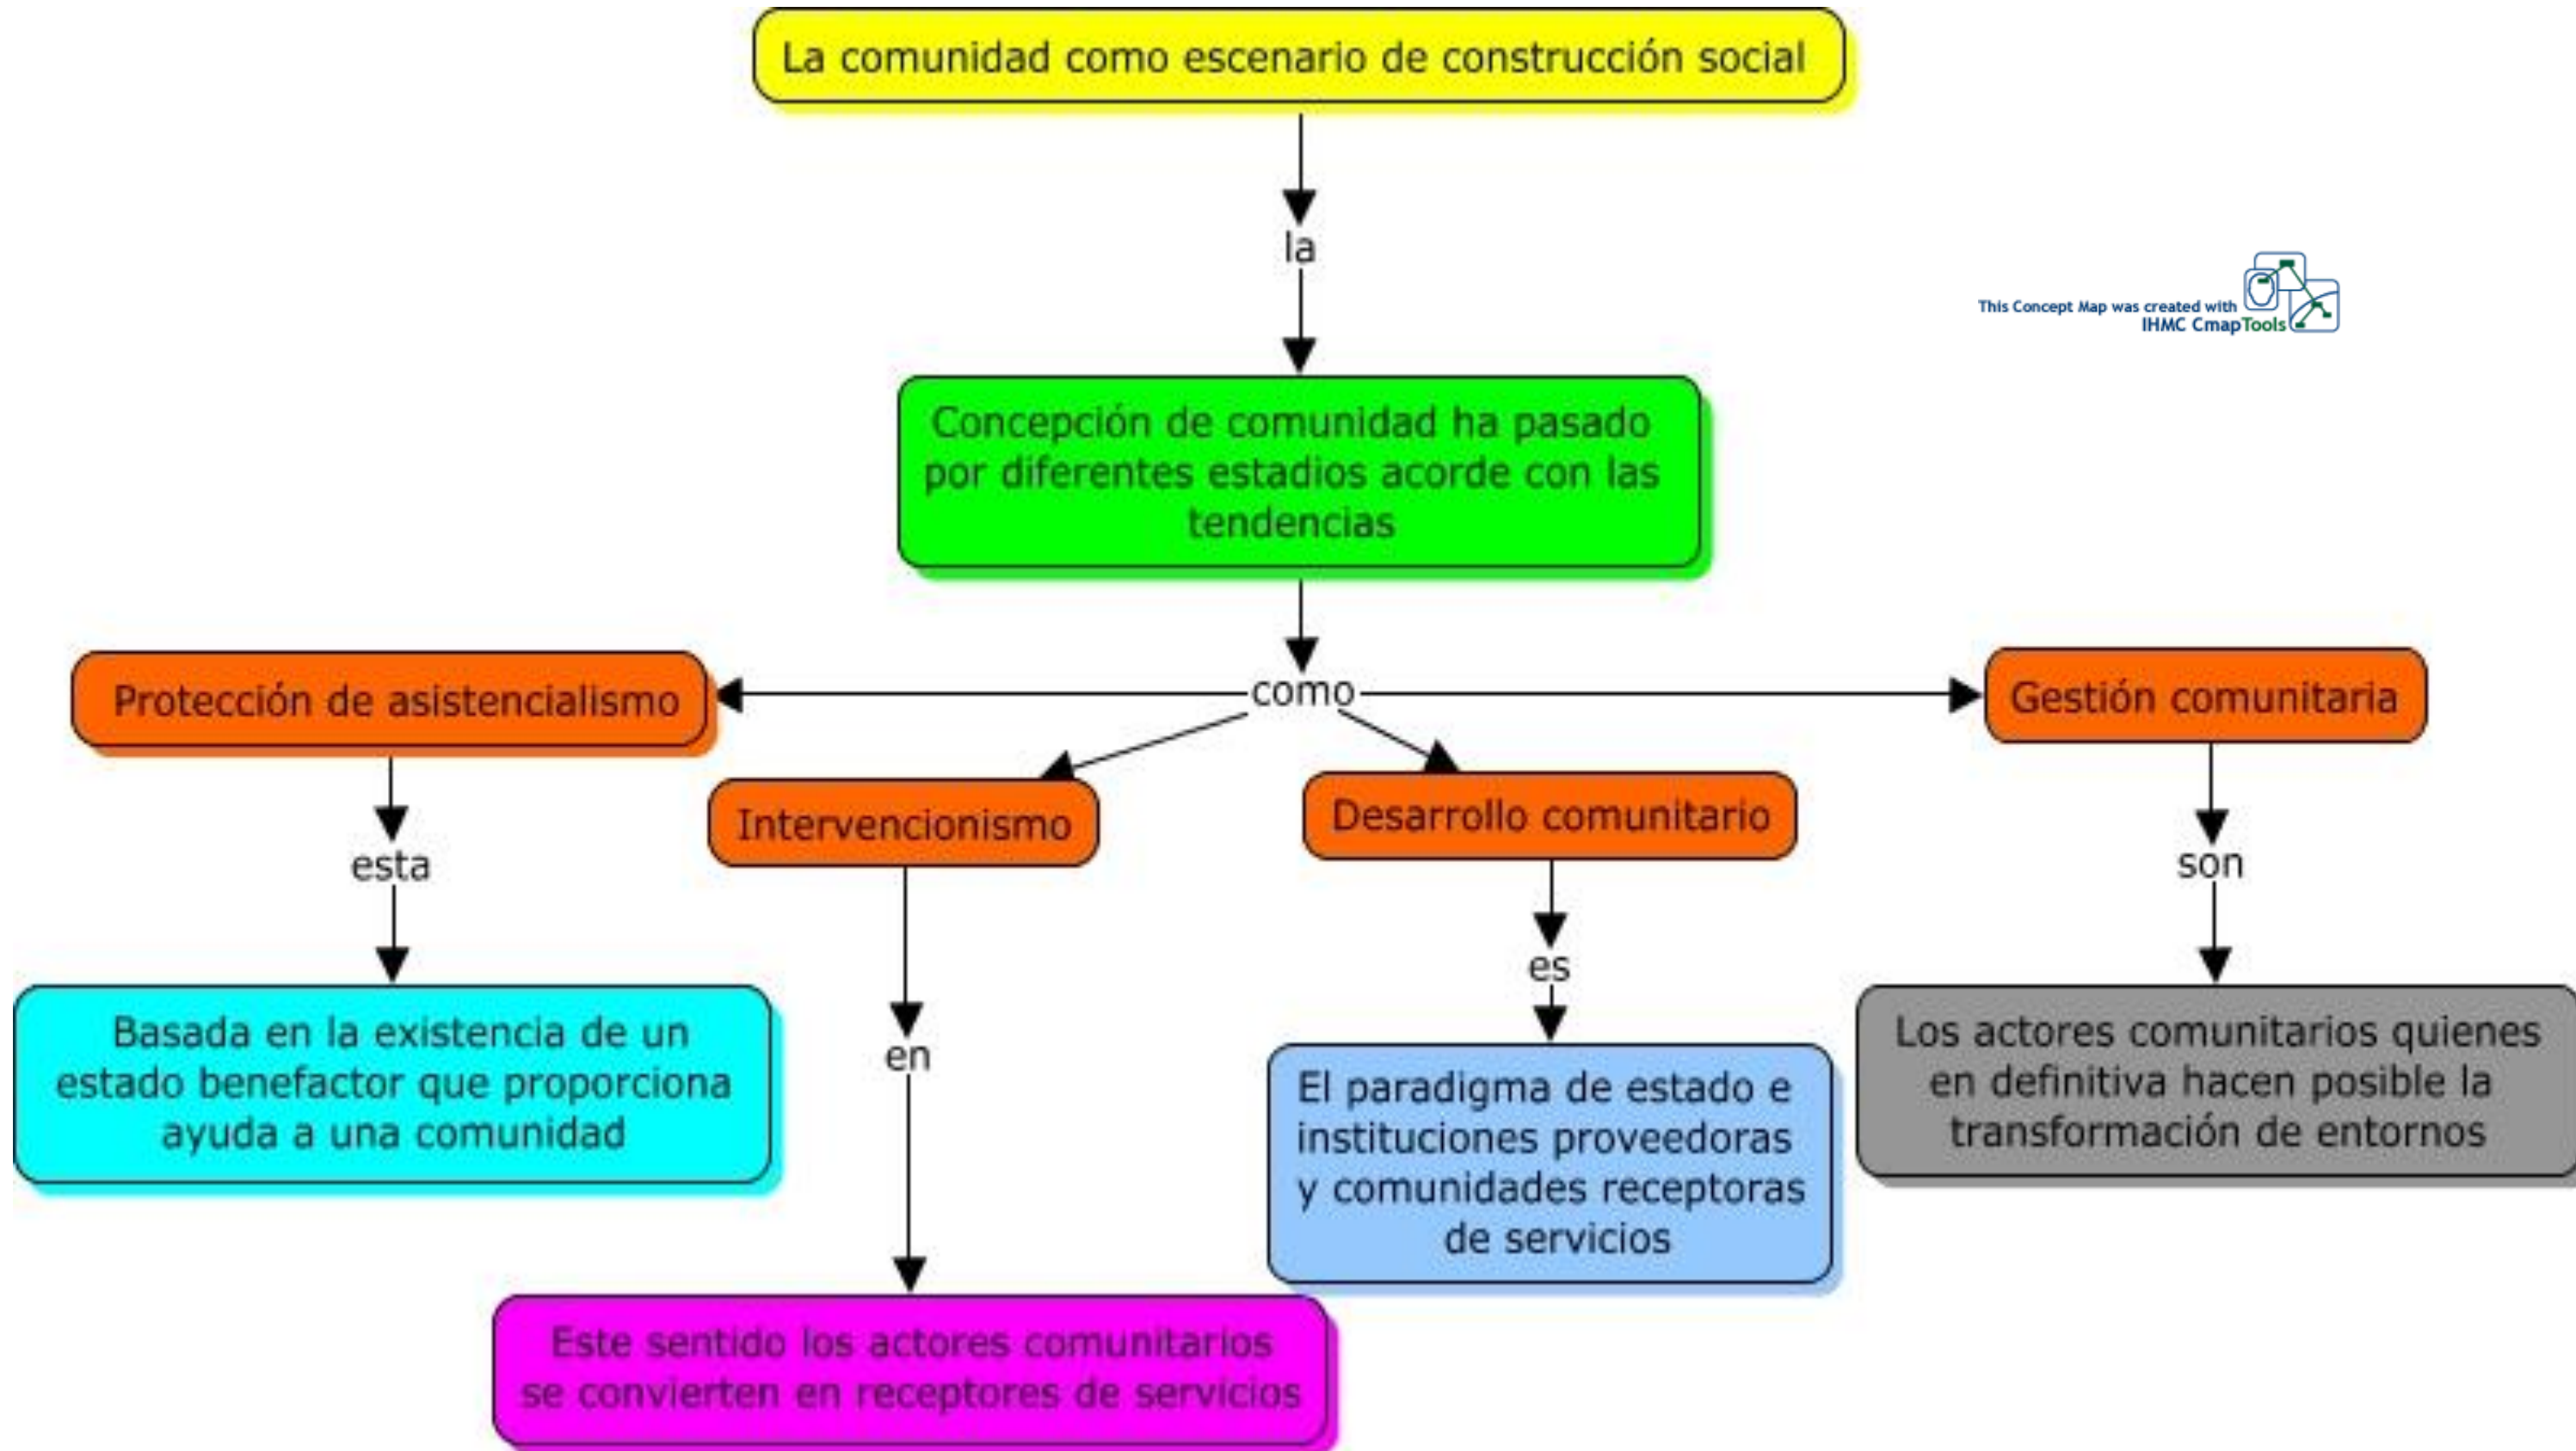 La comunidad como escenario de construcción social
la
This Concept Map was created with
IHMC CmapTools
Concepción de comunidad ha pasado
por diferentes estadios acorde con las
tendencias
como
Protección de asistencialismo
Intervencionismo
Desarrollo comunitario
Gestión comunitaria
esta
en
es
son
Basada en la existencia de un
estado benefactor que proporciona
ayuda a una comunidad
Este sentido los actores comunitarios
se convierten en receptores de servicios
El paradigma de estado e
instituciones proveedoras
y comunidades receptoras
de servicios
Los actores comunitarios quienes
en definitiva hacen posible la
transformación de entornos